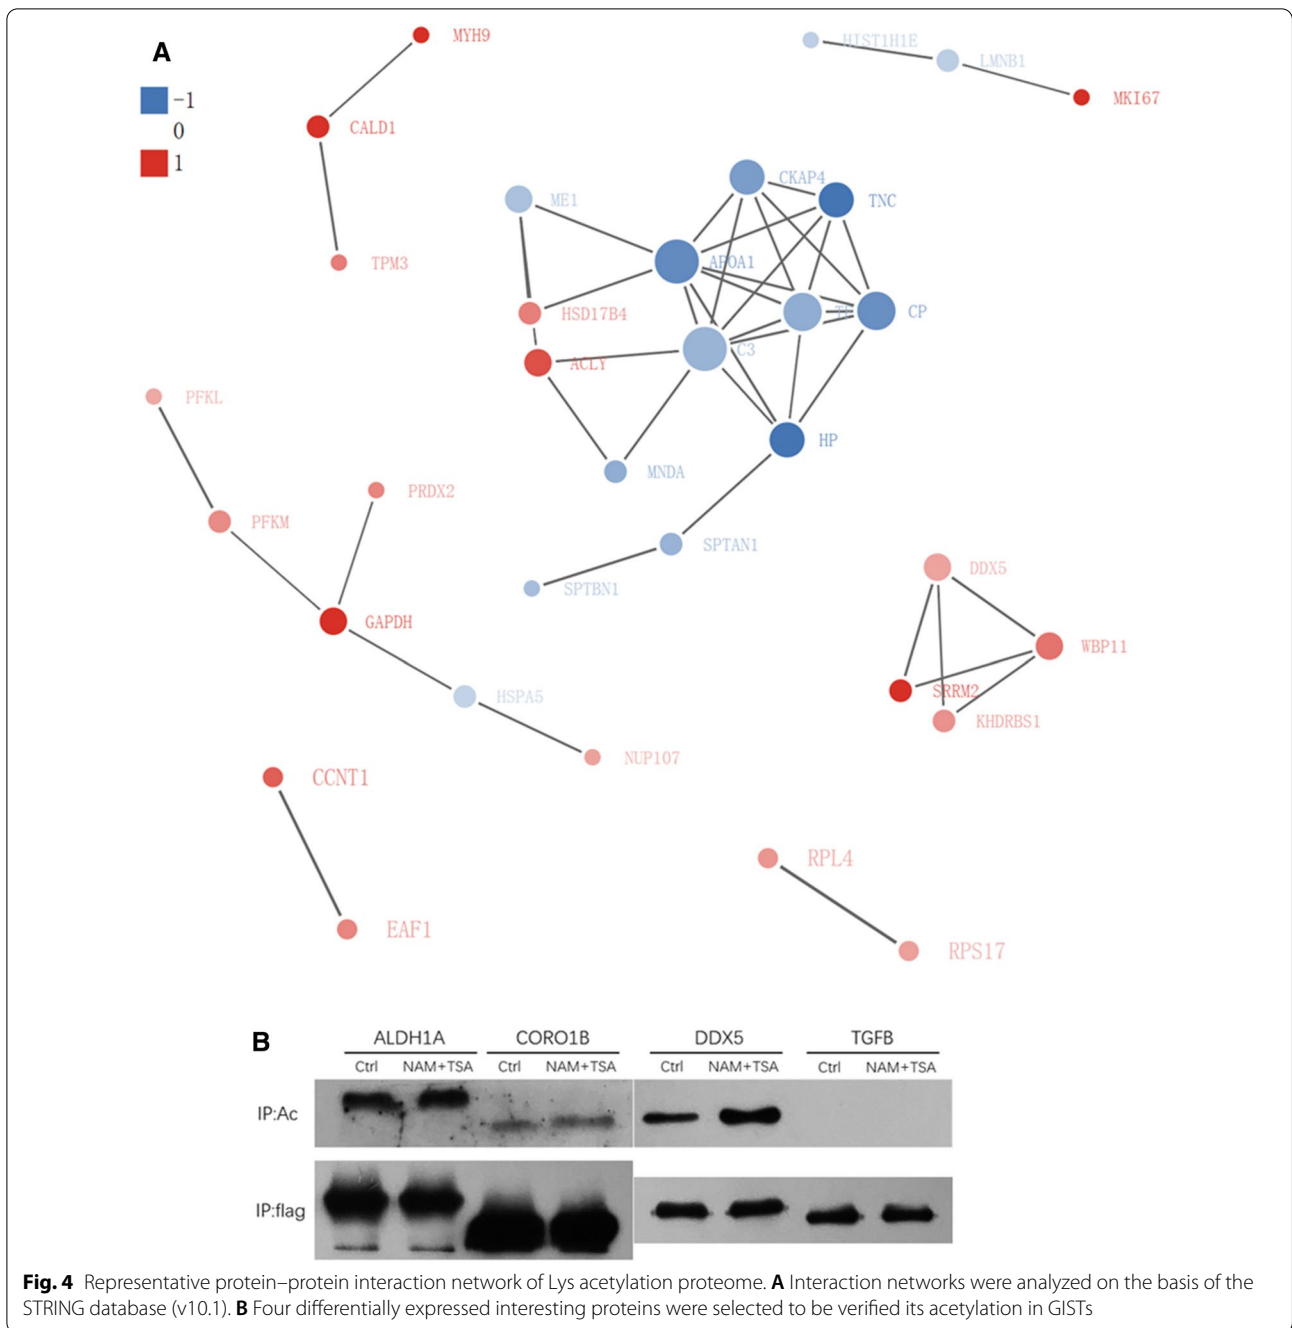 A
MYH9
HIST1H1E
LMNB1
-1
MKI67
0
CALD1
1
CKAP4
ME1
TNC
TPM3
APOA1
HSD17B4
CP
C3
ACLY
PFKL
HP
MNDA
PRDX2
PFKM
SPTAN1
DDX5
SPTBN1
GAPDH
WBP11
SRRM2
HSPA5
KHDRBS1
NUP107
CCNT1
RPL4
EAF1
RPS17
B
ALDH1A CORO1B DDX5 TGFB
Ctrl NAM+TSA Ctrl NAM+TSA Ctrl NAM+TSA Ctrl NAM+TSA
IP:Ac
IP:flag
Fig. 4 Representative protein–protein interaction network of Lys acetylation proteome. A Interaction networks were analyzed on the basis of the
STRING database (v10.1). B Four differentially expressed interesting proteins were selected to be verified its acetylation in GISTs